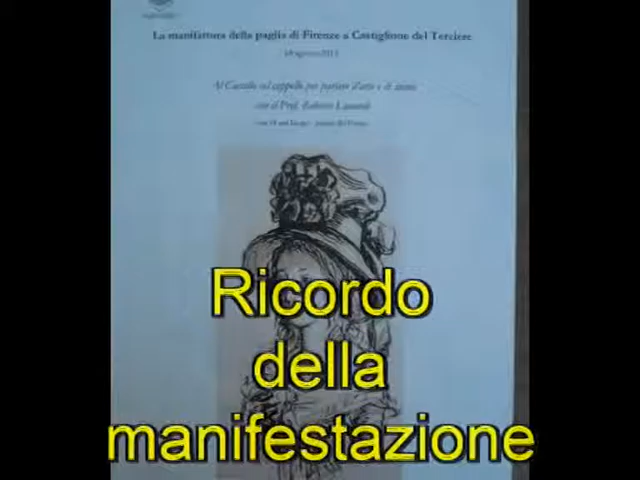 La manifattura della paglia di Firenze a Castiglione del Terziere
Al Castello col cappello per parlare d'arte e di
con il Prof.
Ricordo
della
manifestazione